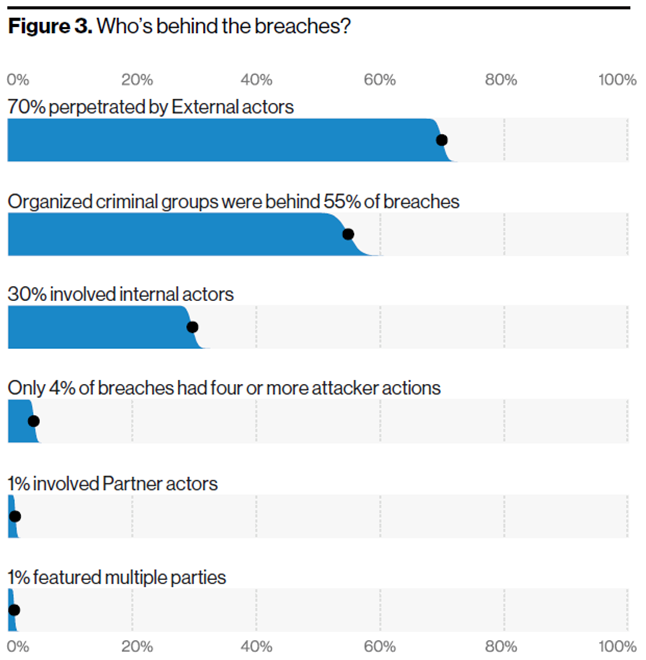 Figure 3. Who's behind the breaches?
0% 20% 40% 60% 80% 100%
70% perpetrated by External actors
Organized criminal groups were behind 55% of breaches
30% involved internal actors
Only 4% of breaches had four or more attacker actions
1% involved Partner actors
1% featured multiple parties
0% 20% 40% 60% 80% 100%